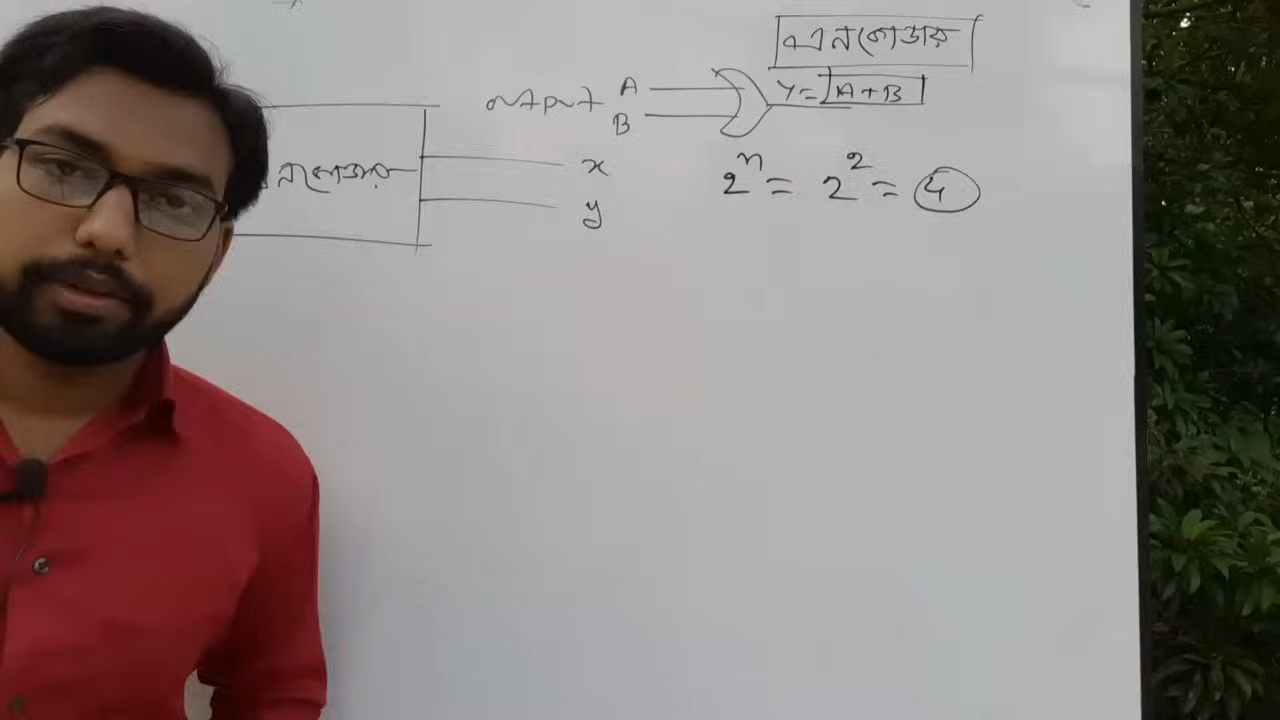 এনকোডার
output A
B
Y = A + B
নকোডার
x
y
2ⁿ = 2² = 4